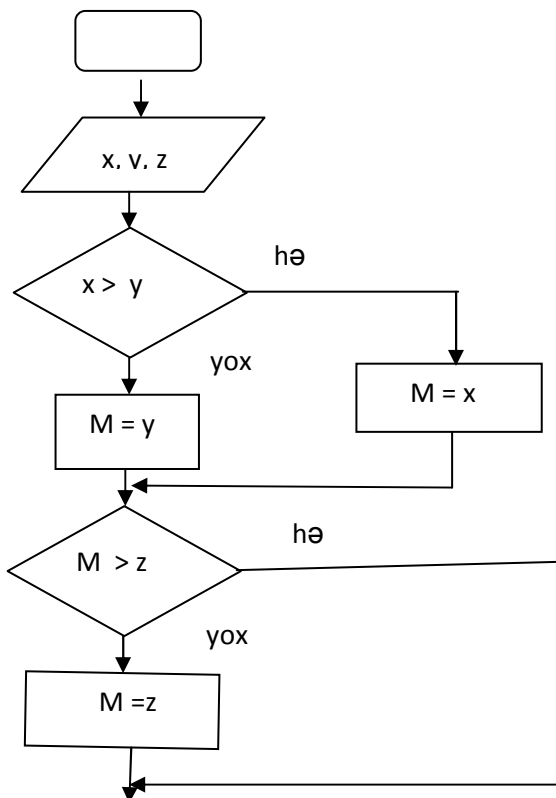 x, y, z
x > y
hə
yox
M = y
M = x
M > z
hə
yox
M =z